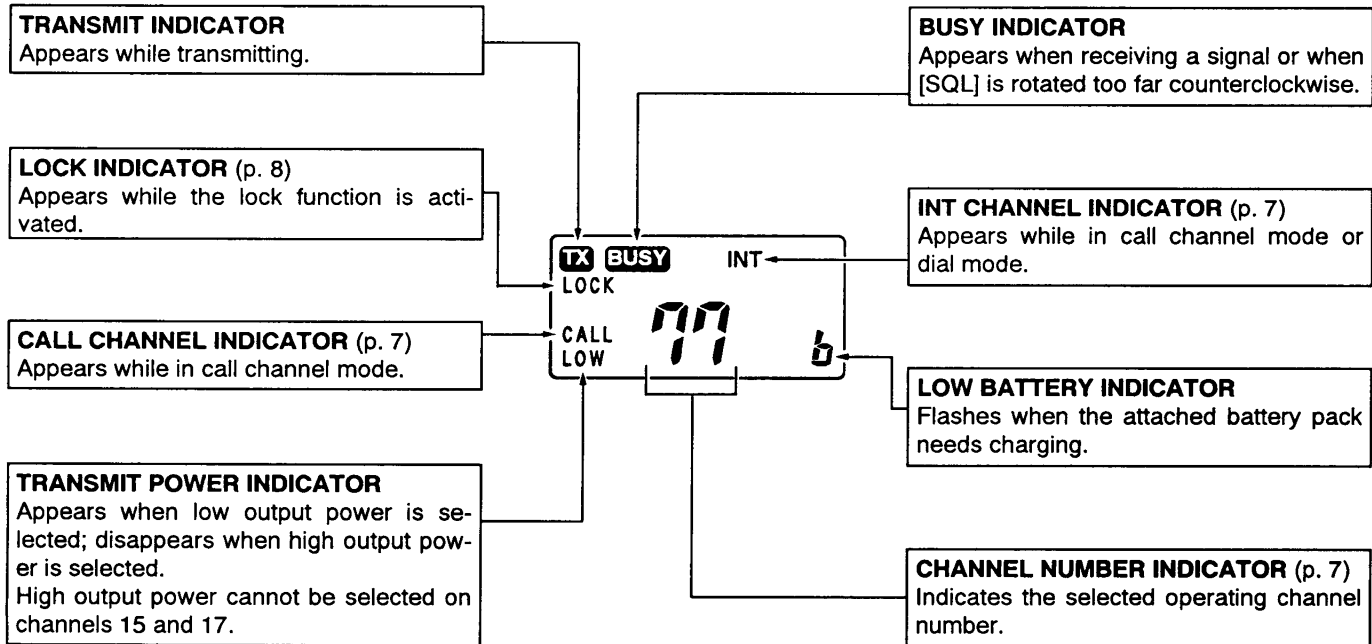 TRANSMIT INDICATOR
Appears while transmitting.
LOCK INDICATOR (p. 8)
Appears while the lock function is acti-
vated.
CALL CHANNEL INDICATOR (p. 7)
Appears while in call channel mode.
TRANSMIT POWER INDICATOR
Appears when low output power is se-
lected; disappears when high output pow-
er is selected.
High output power cannot be selected on
channels 15 and 17.
TX BUSY INT
LOCK
CALL 77
LOW b
BUSY INDICATOR
Appears when receiving a signal or when
[SQL] is rotated too far counterclockwise.
INT CHANNEL INDICATOR (p. 7)
Appears while in call channel mode or
dial mode.
LOW BATTERY INDICATOR
Flashes when the attached battery pack
needs charging.
CHANNEL NUMBER INDICATOR (p. 7)
Indicates the selected operating channel
number.